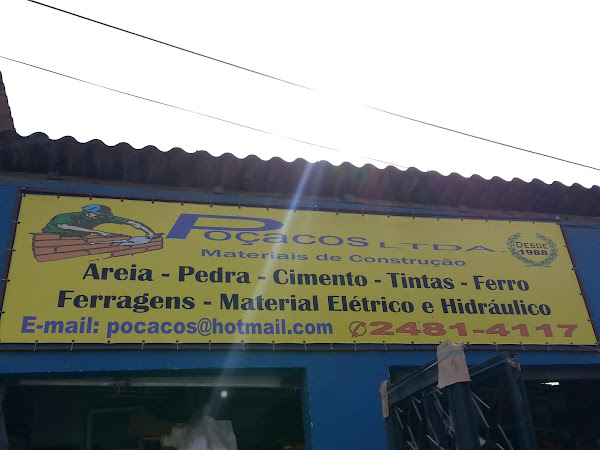 Poçacos LTDA
Materiais de Construção
DESDE
1988
Areia - Pedra - Cimento - Tintas - Ferro
Ferragens - Material Elétrico e Hidráulico
E-mail: pocacos@hotmail.com 2481-4117